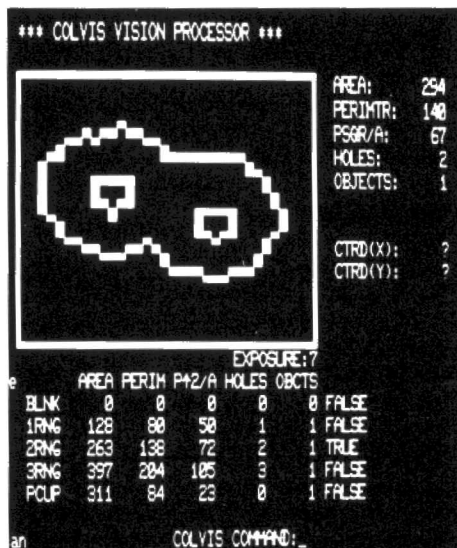 *** COLVIS VISION PROCESSOR ***
AREA: 294
PERIMTR: 140
PSQR/A: 67
HOLES: 2
OBJECTS: 1
CTRD(X): ?
CTRD(Y): ?
EXPOSURE:7
e AREA PERIM P↑2/A HOLES OBCTS
BLNK 0 0 0 0 0 FALSE
1RNG 128 80 50 1 1 FALSE
2RNG 263 138 72 2 1 TRUE
3RNG 397 204 105 3 1 FALSE
PCUP 311 84 23 0 1 FALSE
an COLVIS COMMAND:_